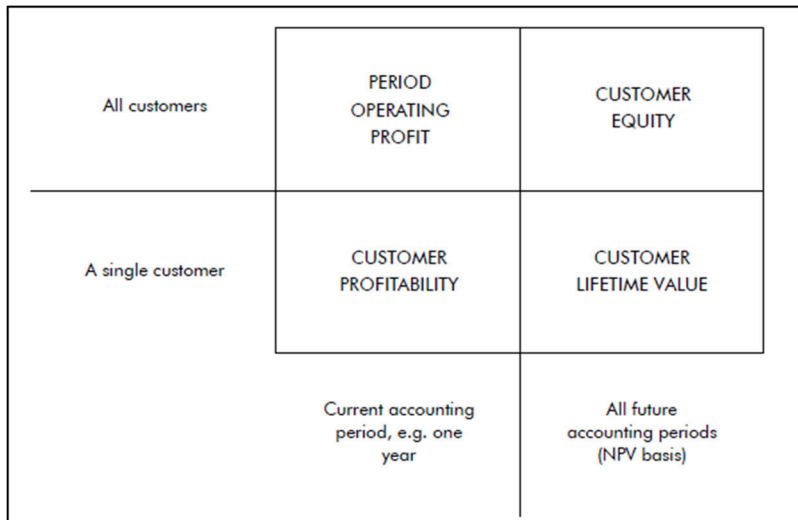 All customers
PERIOD
OPERATING
PROFIT
CUSTOMER
EQUITY
A single customer
CUSTOMER
PROFITABILITY
CUSTOMER
LIFETIME VALUE
Current accounting
period, e.g. one
year
All future
accounting periods
(NPV basis)